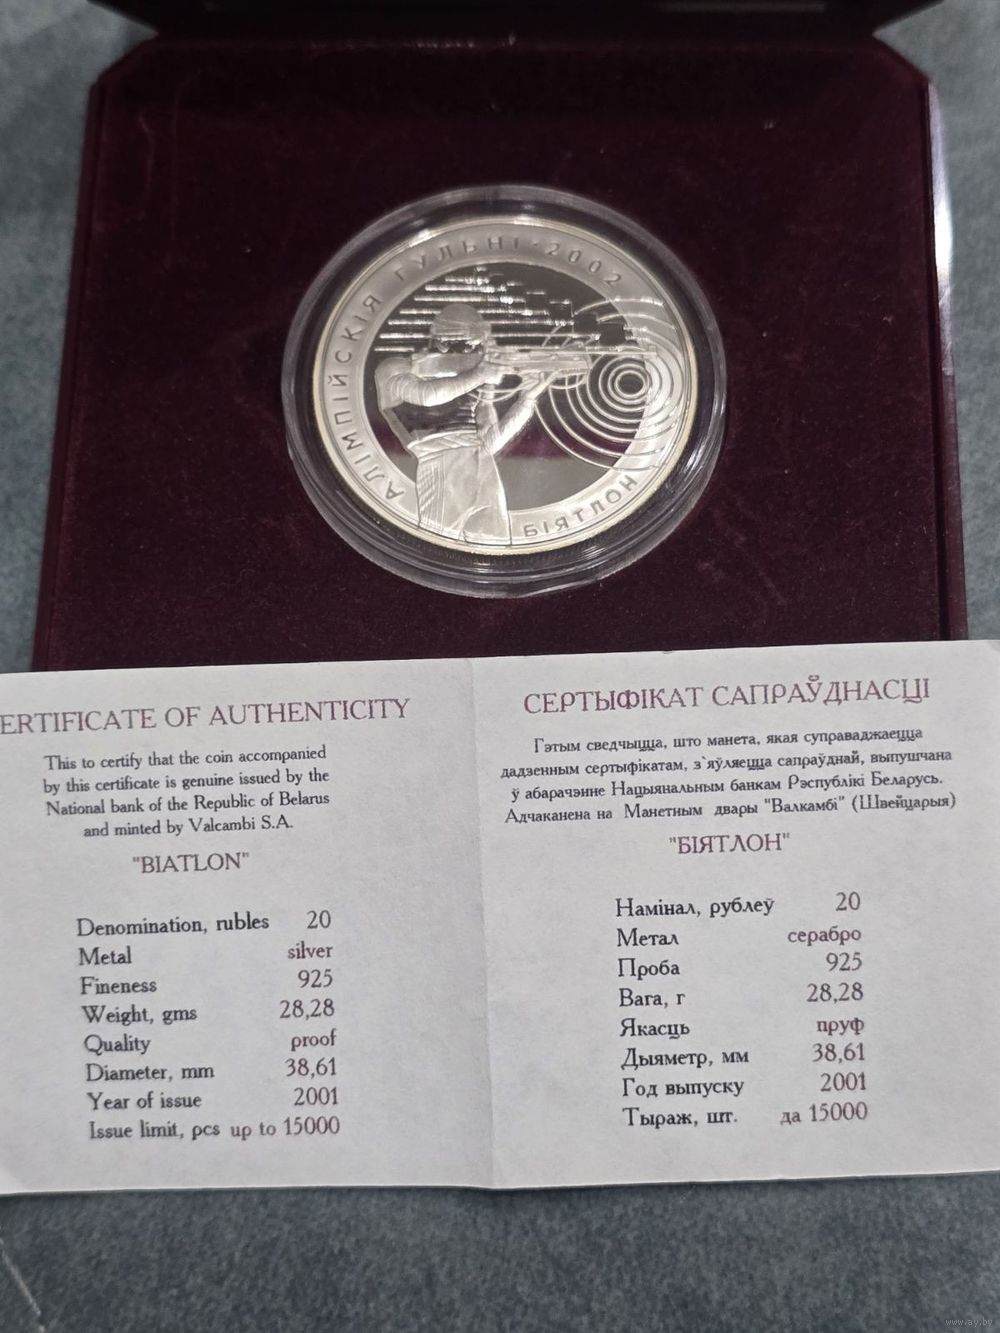 АЛІМПІЙСКІЯ ГУЛЬНІ · 2002
БІЯТЛОН
ERTIFICATE OF AUTHENTICITY
This to certify that the coin accompanied
by this certificate is genuine issued by the
National bank of the Republic of Belarus
and minted by Valcambi S.A.
"BIATLON"
Denomination, rubles 20
Metal silver
Fineness 925
Weight, gms 28,28
Quality proof
Diameter, mm 38,61
Year of issue 2001
Issue limit, pcs up to 15000
СЕРТЫФІКАТ САПРАЎДНАСЦІ
Гэтым сведчыцца, што манета, якая суправаджаецца
дадзеным сертыфікатам, з`яўляецца сапраўднай, выпушчана
ў абарачэнне Нацыянальным банкам Рэспублікі Беларусь.
Адчаканена на Манетным двары "Валкамбі" (Швейцарыя)
"БІЯТЛОН"
Намінал, рублеў 20
Метал серабро
Проба 925
Вага, г 28,28
Якасць пруф
Дыяметр, мм 38,61
Год выпуску 2001
Тыраж, шт. да 15000
www.ay.by